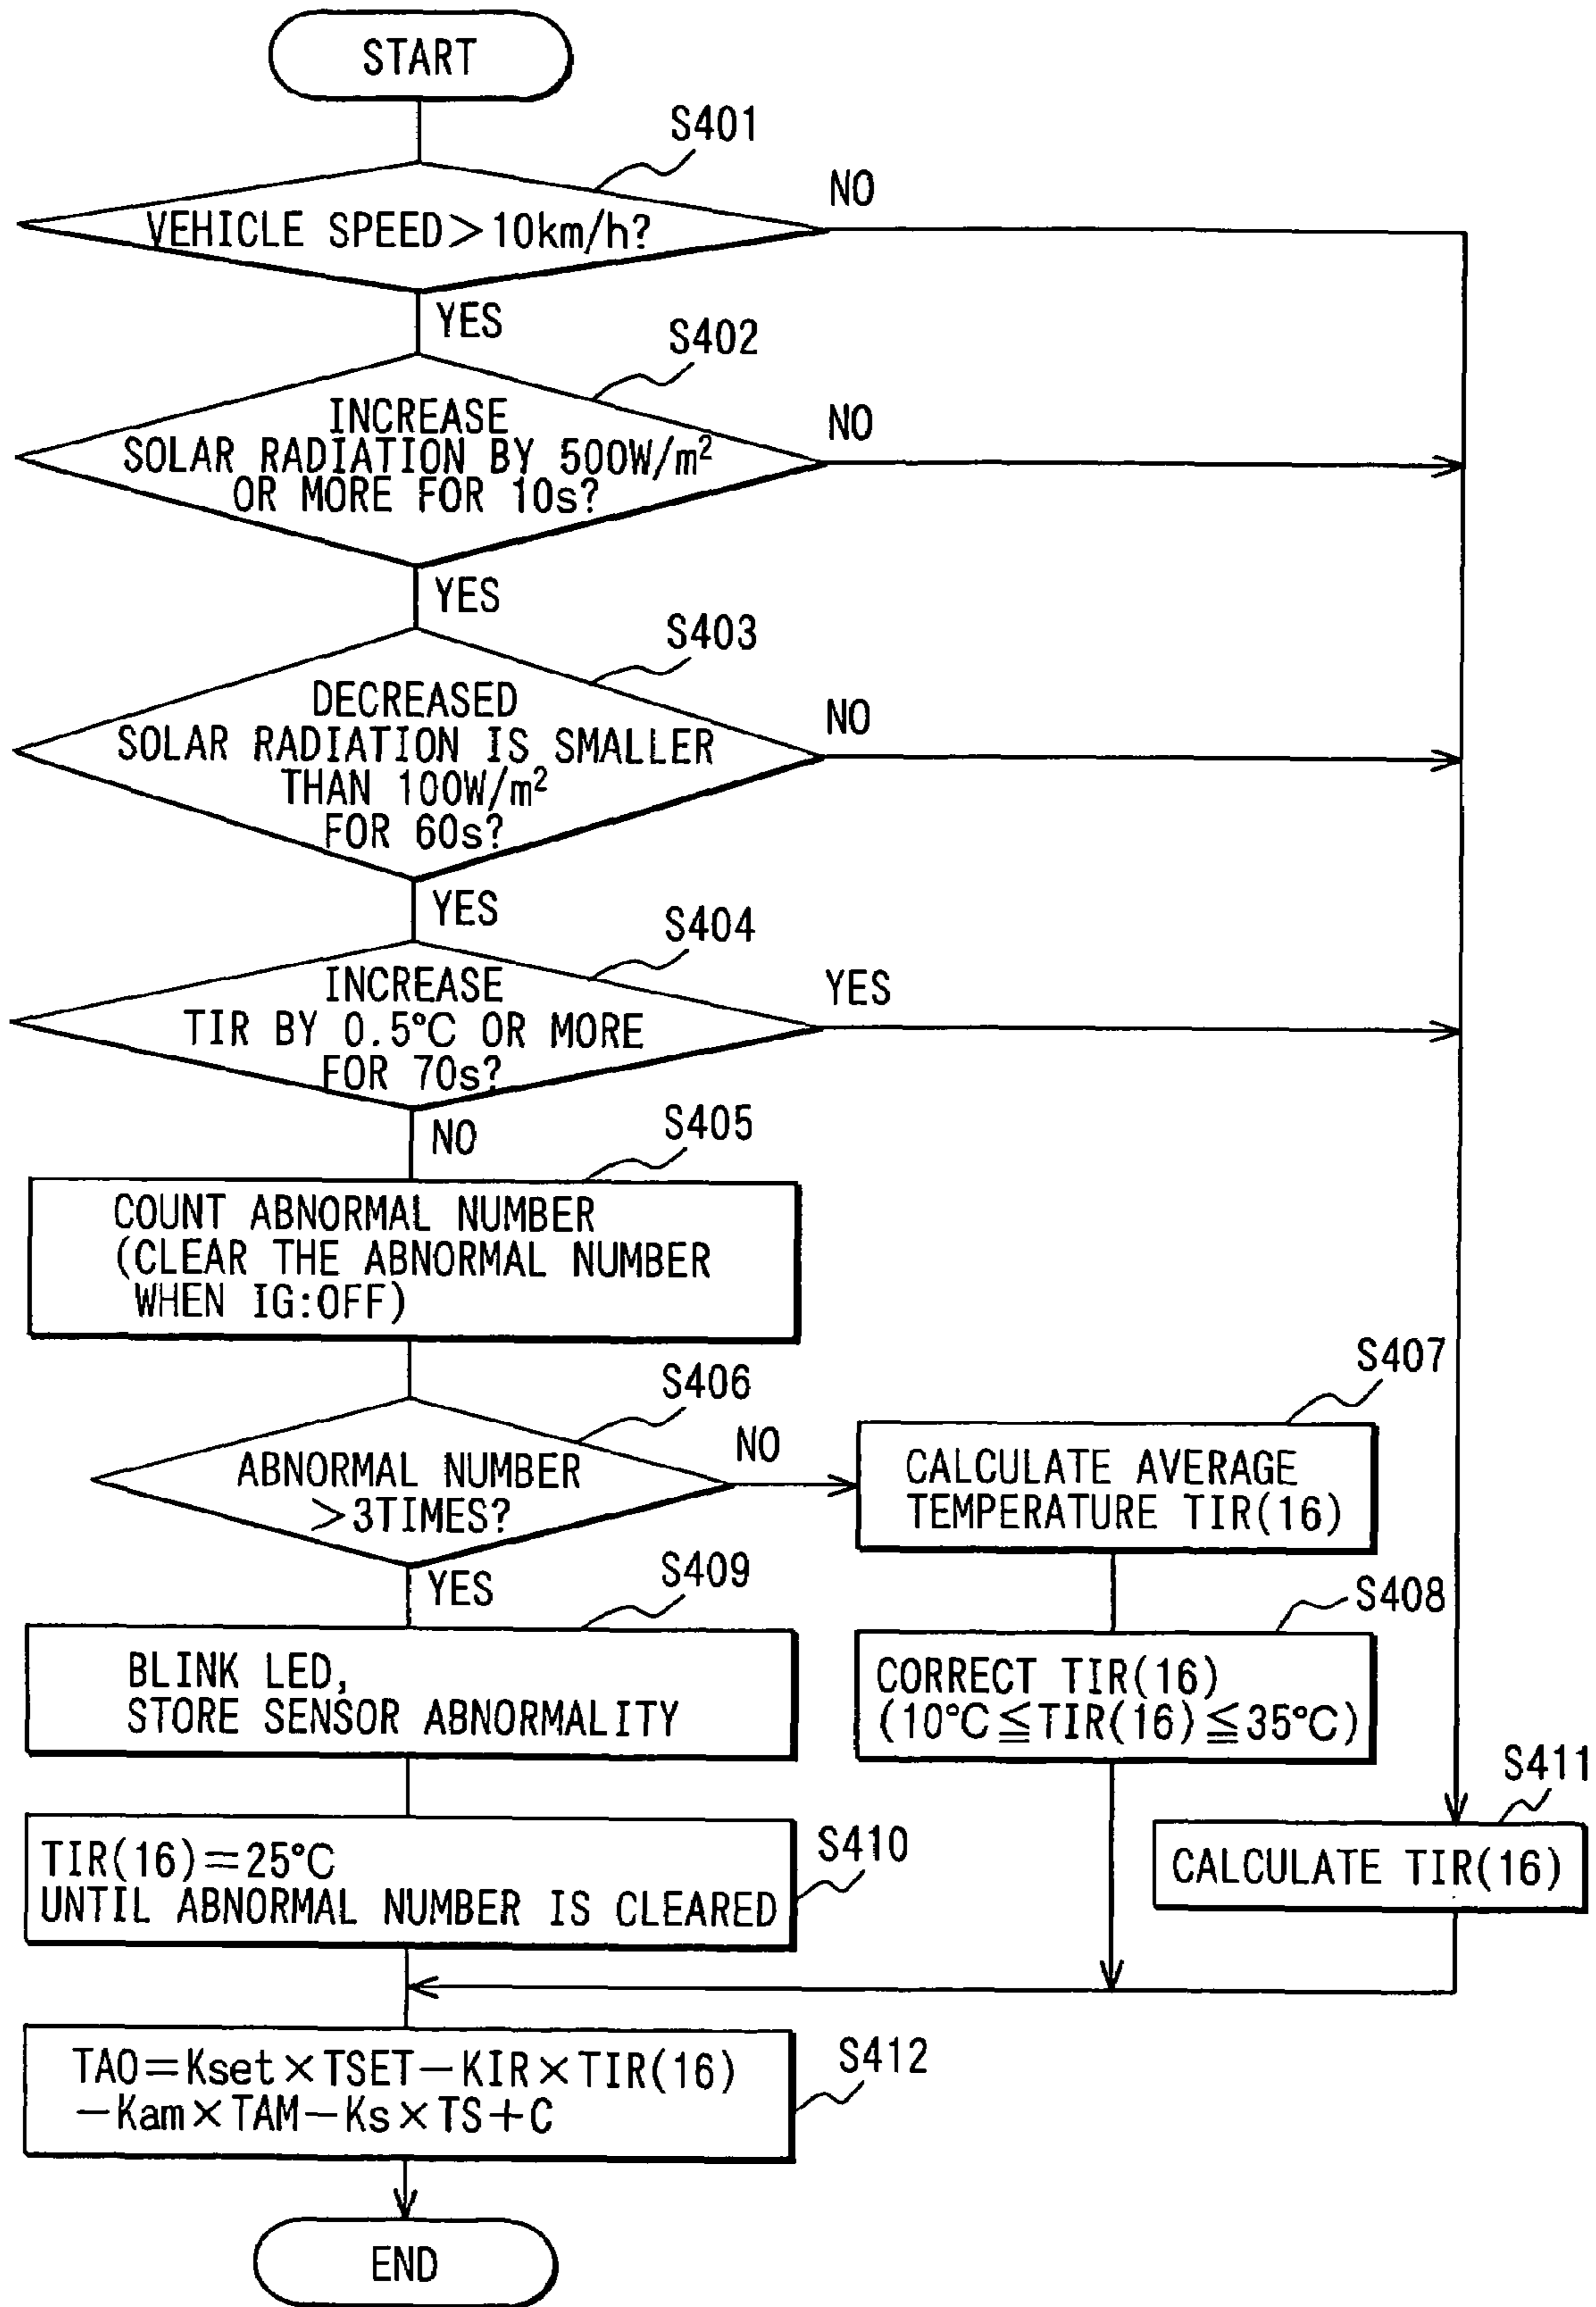 START
S401
VEHICLE SPEED>10km/h?
NO
YES
S402
INCREASE
SOLAR RADIATION BY 500W/m²
OR MORE FOR 10s?
NO
YES
S403
DECREASED
SOLAR RADIATION IS SMALLER
THAN 100W/m²
FOR 60s?
NO
YES
S404
INCREASE
TIR BY 0.5°C OR MORE
FOR 70s?
YES
NO
S405
COUNT ABNORMAL NUMBER
(CLEAR THE ABNORMAL NUMBER
WHEN IG:OFF)
S406
ABNORMAL NUMBER
>3TIMES?
NO
YES
S407
CALCULATE AVERAGE
TEMPERATURE TIR(16)
S408
CORRECT TIR(16)
(10°C≦TIR(16)≦35°C)
S409
BLINK LED,
STORE SENSOR ABNORMALITY
S410
TIR(16)=25°C
UNTIL ABNORMAL NUMBER IS CLEARED
S411
CALCULATE TIR(16)
S412
TAO=Kset×TSET−KIR×TIR(16)
−Kam×TAM−Ks×TS+C
END